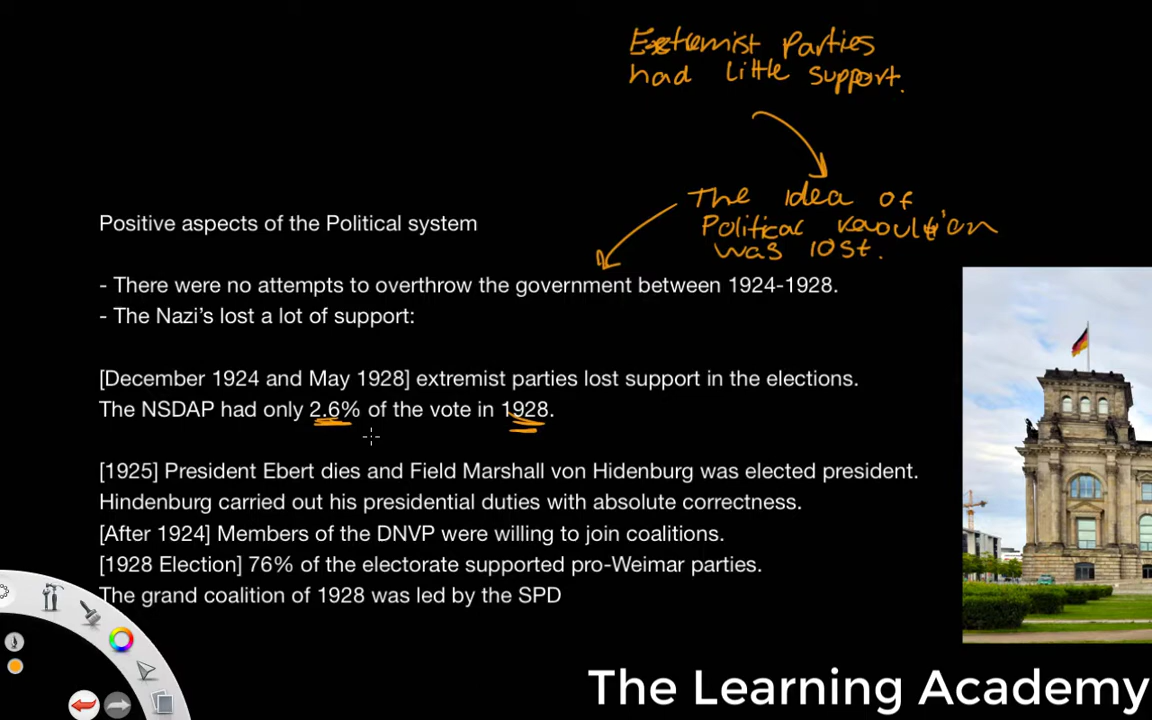 Extremist Parties
had little support.
The idea of
Political
was lost.
Positive aspects of the Political system
- There were no attempts to overthrow the government between 1924-1928.
- The Nazi's lost a lot of support:
[December 1924 and May 1928] extremist parties lost support in the elections.
The NSDAP had only 2.6% of the vote in 1928.
[1925] President Ebert dies and Field Marshall von Hidenburg was elected president.
Hindenburg carried out his presidential duties with absolute correctness.
[After 1924] Members of the DNVP were willing to join coalitions.
[1928 Election] 76% of the electorate supported pro-Weimar parties.
The grand coalition of 1928 was led by the SPD
The Learning Academy